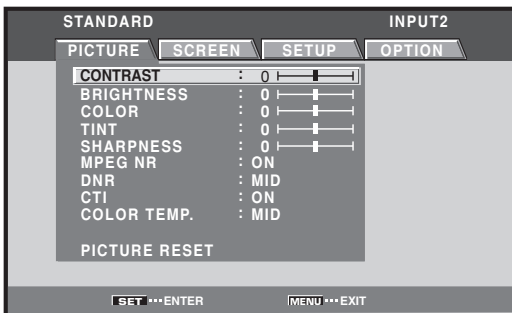 STANDARD INPUT2
PICTURE SCREEN SETUP OPTION
CONTRAST : 0
BRIGHTNESS : 0
COLOR : 0
TINT : 0
SHARPNESS : 0
MPEG NR : ON
DNR : MID
CTI : ON
COLOR TEMP. : MID
PICTURE RESET
SET ••• ENTER MENU ••• EXIT